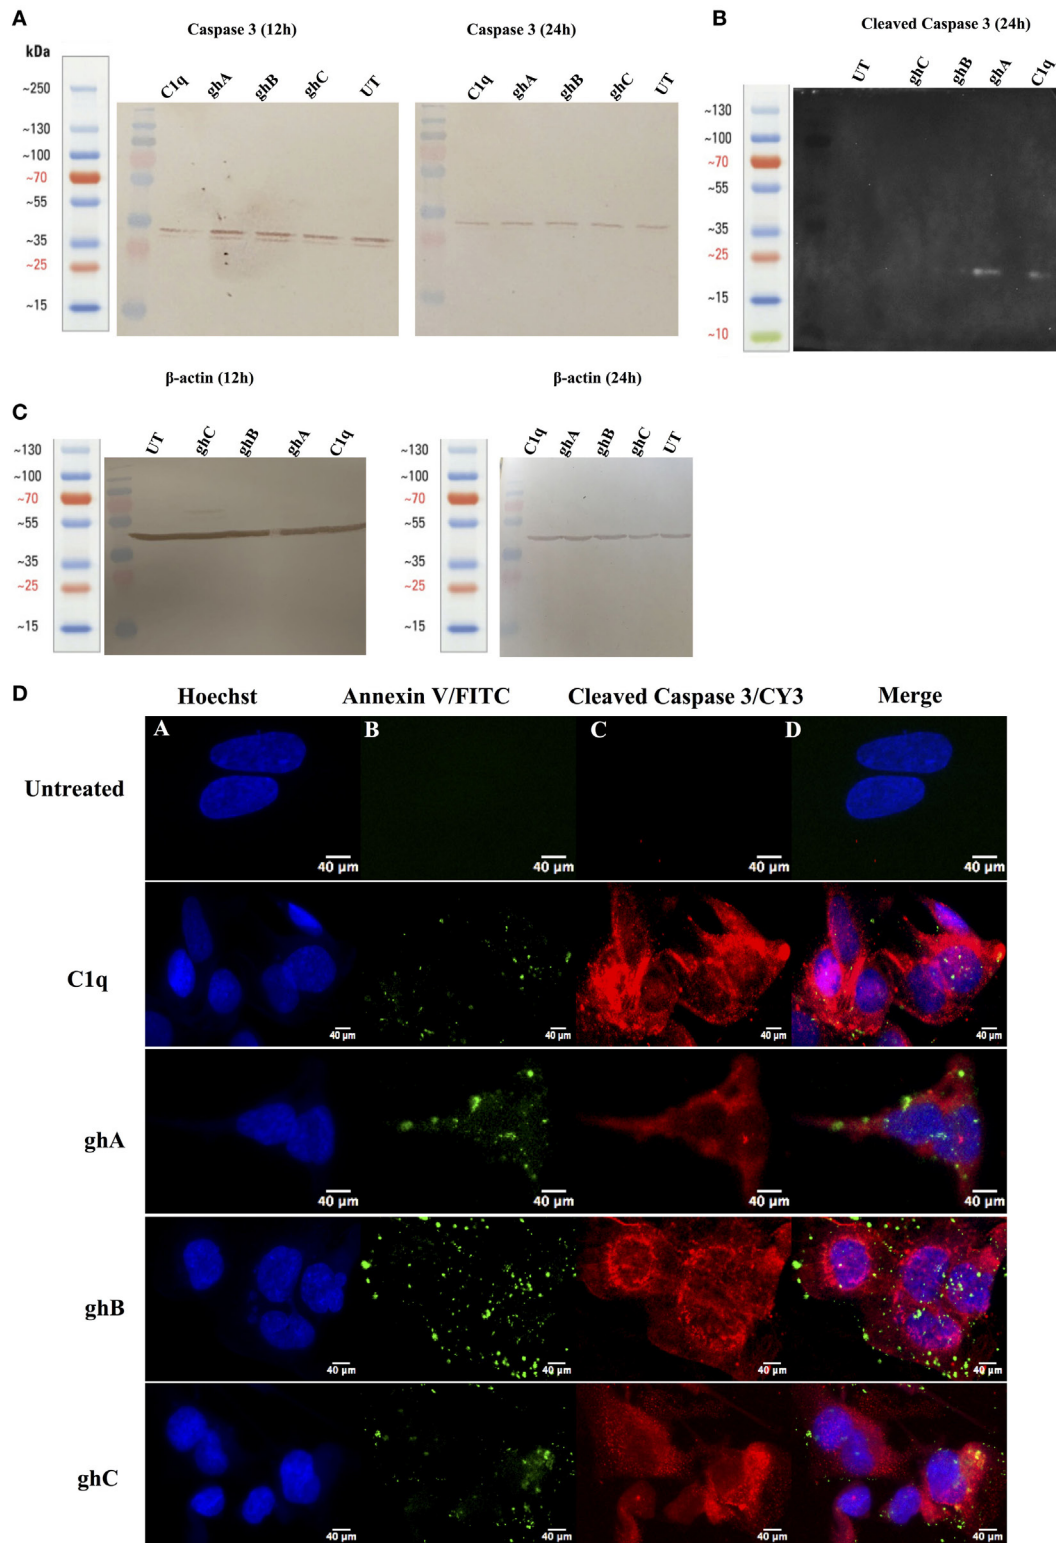 A
Caspase 3 (12h)
Caspase 3 (24h)
kDa
C1q ghA ghB ghC UT
C1q ghA ghB ghC UT
~250
~130
~100
~70
~55
~35
~25
~15
B
Cleaved Caspase 3 (24h)
UT ghC ghB ghA C1q
~130
~100
~70
~55
~35
~25
~15
~10
C
β-actin (12h)
β-actin (24h)
UT ghC ghB ghA C1q
C1q ghA ghB ghC UT
~130
~100
~70
~55
~35
~25
~15
~130
~100
~70
~55
~35
~25
~15
D
Hoechst Annexin V/FITC Cleaved Caspase 3/CY3 Merge
A B C D
Untreated
40 µm 40 µm 40 µm 40 µm
C1q
40 µm 40 µm 40 µm 40 µm
ghA
40 µm 40 µm 40 µm 40 µm
ghB
40 µm 40 µm 40 µm 40 µm
ghC
40 µm 40 µm 40 µm 40 µm